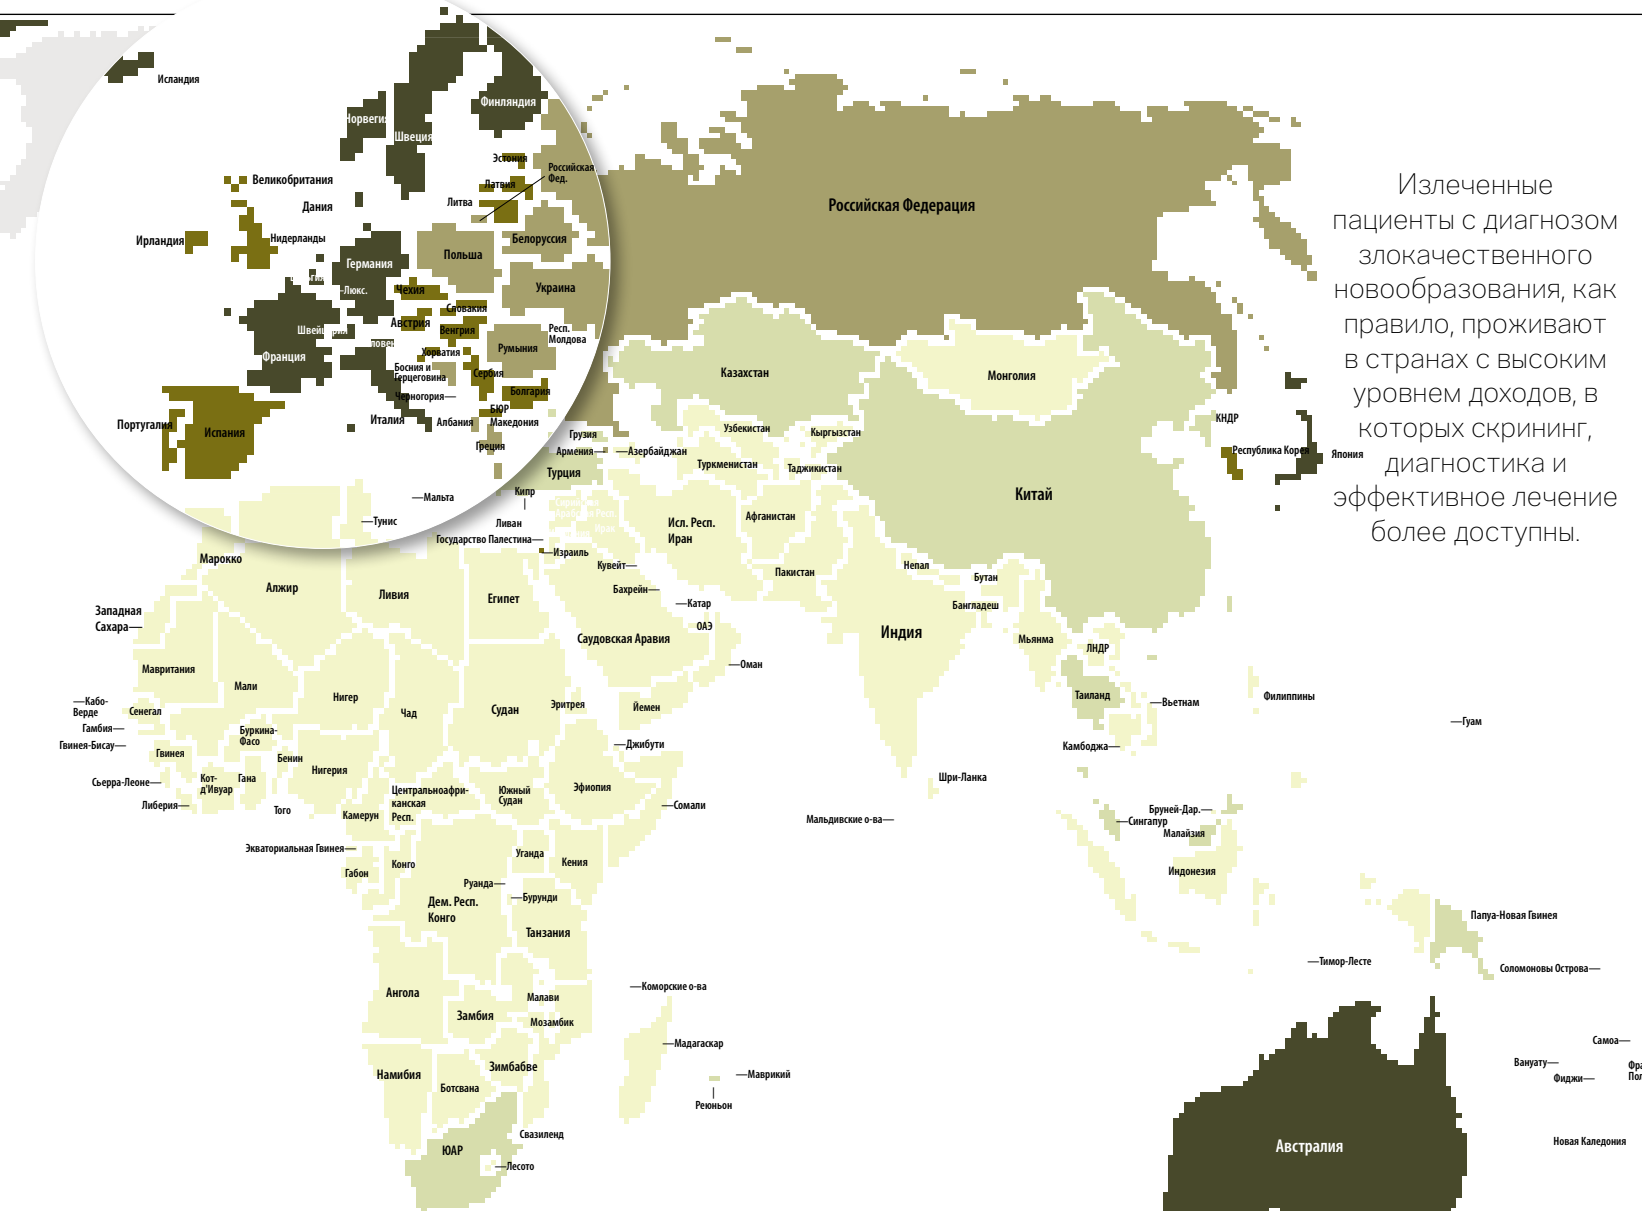 Исландия
Норвегия
Швеция
Финляндия
Эстония
Латвия
Литва
Российская
Фед.
Великобритания
Дания
Ирландия
Нидерланды
Германия
Польша
Белоруссия
-Люкс.
Чехия
Украина
Словакия
Австрия
Венгрия
Респ.
Молдова
Франция
Хорватия
Румыния
Босния и
Герцеговина
Сербия
Черногория—
Болгария
Португалия
Испания
Италия
Албания
БЮР
Македония
Греция
Российская Федерация
Излеченные
пациенты с диагнозом
злокачественного
новообразования, как
правило, проживают
в странах с высоким
уровнем доходов, в
которых скрининг,
диагностика и
эффективное лечение
более доступны.
Казахстан
Монголия
Грузия
Армения—
—Азербайджан
Узбекистан
Кыргызстан
Туркменистан
Таджикистан
КНДР
Республика Корея
Япония
Турция
Китай
—Мальта
Кипр
—Тунис
Ливан
Государство Палестина—
—Израиль
Ирак
Исл. Респ.
Иран
Афганистан
Марокко
Кувейт—
Бахрейн—
—Катар
ОАЭ
Пакистан
Непал
Бутан
Бангладеш
Алжир
Ливия
Египет
Западная
Сахара—
Саудовская Аравия
Индия
Мьянма
ЛНДР
—Оман
Мавритания
Мали
Нигер
Чад
Судан
Эритрея
Йемен
Таиланд
—Вьетнам
Филиппины
—Гуам
—Кабо-
Верде
Сенегал
Гамбия—
Гвинея-Бисау—
Гвинея
Буркина-
Фасо
Бенин
Нигерия
—Джибути
Камбоджа—
Сьерра-Леоне—
Кот-
д'Ивуар
Гана
Либерия—
Того
Камерун
Центральноафри-
канская
Респ.
Южный
Судан
Эфиопия
—Сомали
Шри-Ланка
Мальдивские о-ва—
Бруней-Дар.—
—Сингапур
Малайзия
Индонезия
Экваториальная Гвинея—
Габон
Конго
Уганда
Кения
Руанда—
—Бурунди
Дем. Респ.
Конго
Танзания
Папуа-Новая Гвинея
—Тимор-Лесте
Соломоновы Острова—
Ангола
Замбия
Малави
Мозамбик
—Коморские о-ва
—Мадагаскар
Зимбабве
Намибия
Ботсвана
—Маврикий
Реюньон
Самоа—
Вануату—
Фиджи—
Свазиленд
ЮАР
—Лесото
Австралия
Новая Каледония